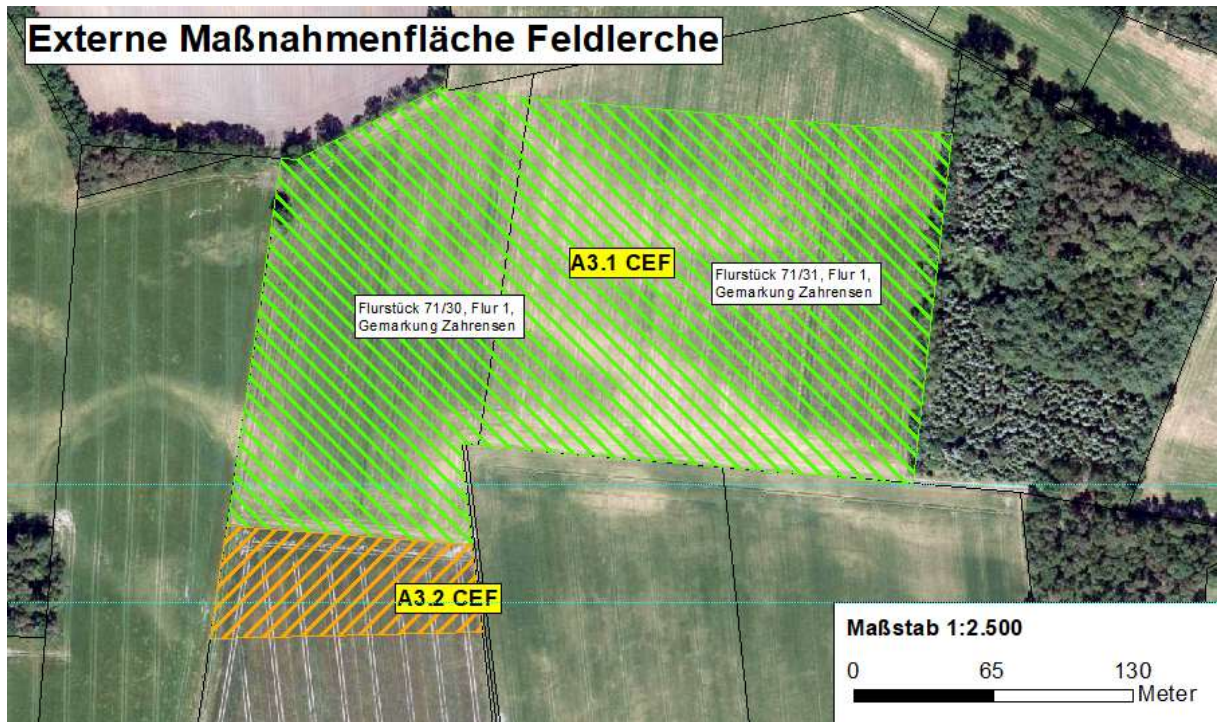 Externe Maßnahmenfläche Feldlerche
A3.1 CEF
Flurstück 71/31, Flur 1,
Gemarkung Zahrensen
Flurstück 71/30, Flur 1,
Gemarkung Zahrensen
A3.2 CEF
Maßstab 1:2.500
0 65 130
Meter